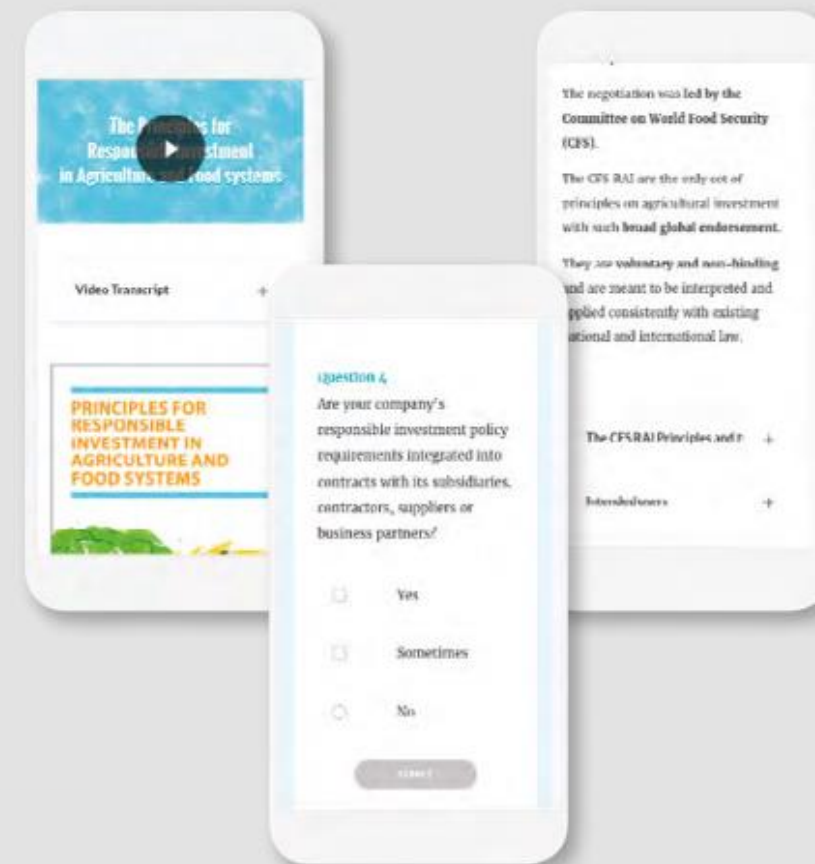 The Principles for
Responsible Investment
in Agriculture and Food systems
Video Transcript +
PRINCIPLES FOR
RESPONSIBLE
INVESTMENT IN
AGRICULTURE AND
FOOD SYSTEMS
Question 4
Are your company's
responsible investment policy
requirements integrated into
contracts with its subsidiaries,
contractors, suppliers or
business partners?
Yes
Sometimes
No
SUBMIT
The negotiation was led by the
Committee on World Food Security
(CFS).
The CFS RAI are the only set of
principles on agricultural investment
with such broad global endorsement.
They are voluntary and non-binding
and are meant to be interpreted and
applied consistently with existing
national and international law.
The CFS RAI Principles and +
Intended users +